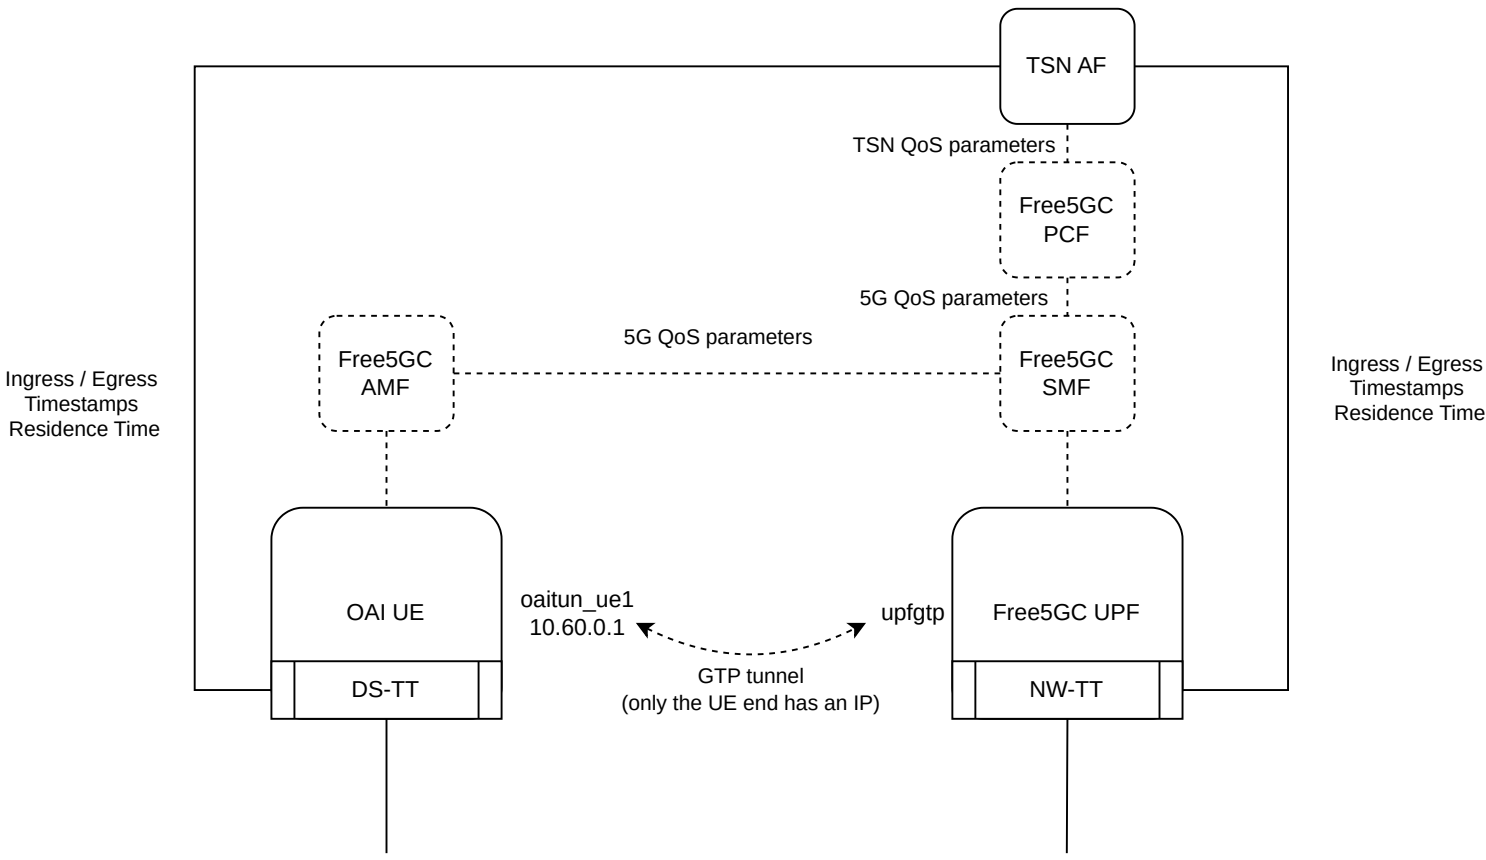 TSN AF
TSN QoS parameters
Free5GC
PCF
5G QoS parameters
5G QoS parameters
Free5GC
AMF
Free5GC
SMF
Ingress / Egress
Timestamps
Residence Time
Ingress / Egress
Timestamps
Residence Time
OAI UE
oaitun_ue1
10.60.0.1
upfgtp
Free5GC UPF
GTP tunnel
(only the UE end has an IP)
DS-TT
NW-TT